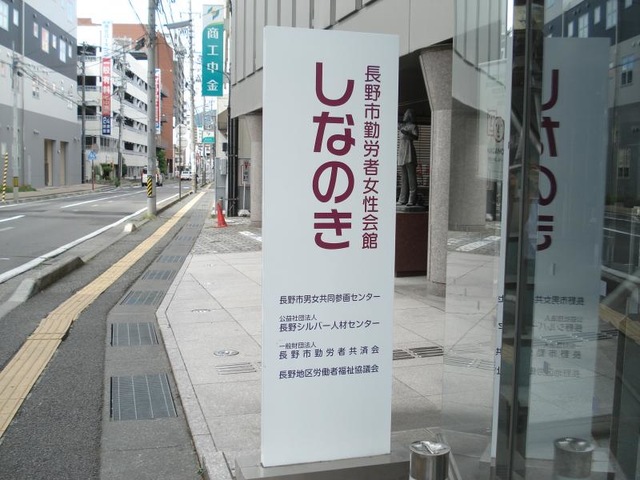 長野市勤労者女性会館
しなのき
長野市男女共同参画センター
公益社団法人
長野シルバー人材センター
一般財団法人
長野市勤労者共済会
長野地区労働者福祉協議会
商工中金